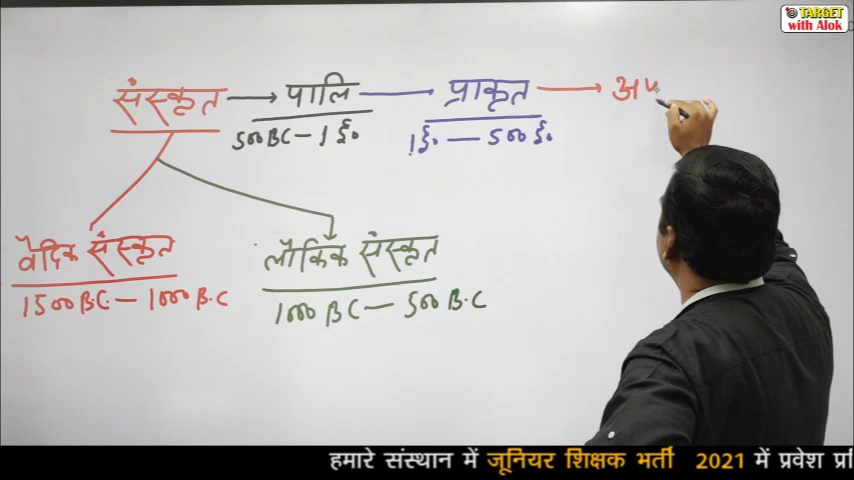 TARGET
with Alok
संस्कृत → पालि → प्राकृत → अप
500 BC - 1 ई०
1 ई० - 500 ई०
वैदिक संस्कृत
1500 B.C. - 1000 B.C
लौकिक संस्कृत
1000 BC - 500 B.C
हमारे संस्थान में जूनियर शिक्षक भर्ती 2021 में प्रवेश प्रि